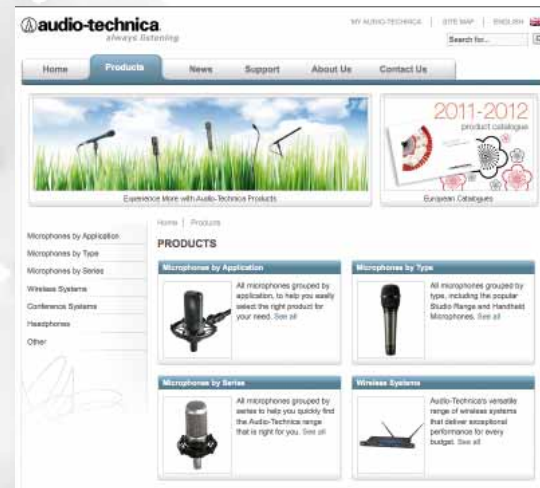 audio-technica
always listening
MY AUDIO-TECHNICA | SITE MAP | ENGLISH
Search for...
Home Products News Support About Us Contact Us
2011-2012
product catalogue
Experience More with Audio-Technica Products
European Catalogues
Home | Products
PRODUCTS
Microphones by Application
Microphones by Type
Microphones by Series
Wireless Systems
Conference Systems
Headphones
Other
Microphones by Application
All microphones grouped by
application, to help you easily
select the right product for
your need. See all
Microphones by Type
All microphones grouped by
type, including the popular
Studio Range and Handheld
Microphones. See all
Microphones by Series
All microphones grouped by
series to help you quickly find
the Audio-Technica range
that is right for you. See all
Wireless Systems
Audio-Technica's versatile
range of wireless systems
that deliver exceptional
performance for every
budget. See all